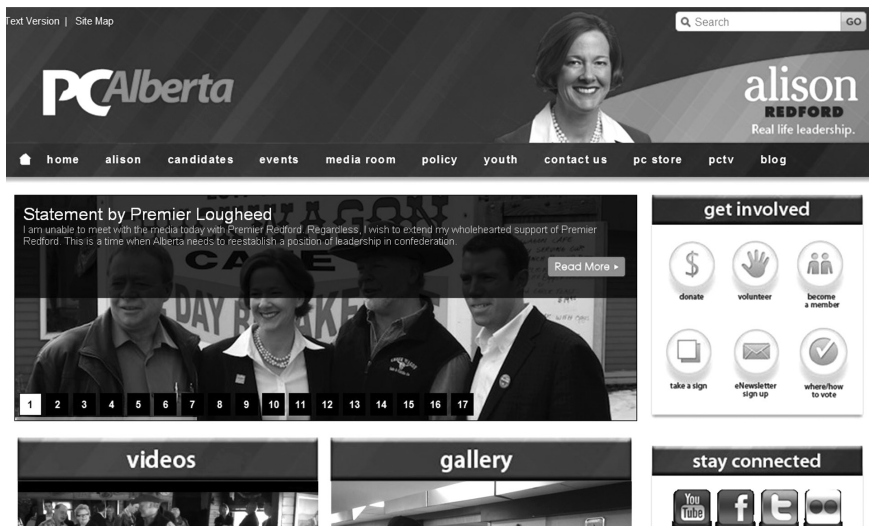 Text Version | Site Map
Search
GO
PCAlberta
alison
REDFORD
Real life leadership.
home alison candidates events media room policy youth contact us pc store pctv blog
Statement by Premier Lougheed
I am unable to meet with the media today with Premier Redford. Regardless, I wish to extend my wholehearted support of Premier
Redford. This is a time when Alberta needs to reestablish a position of leadership in confederation.
Read More
DAY
1 2 3 4 5 6 7 8 9 10 11 12 13 14 15 16 17
get involved
$
donate
volunteer
become
a member
take a sign
eNewsletter
sign up
where/how
to vote
videos
gallery
stay connected
You
Tube
f
t